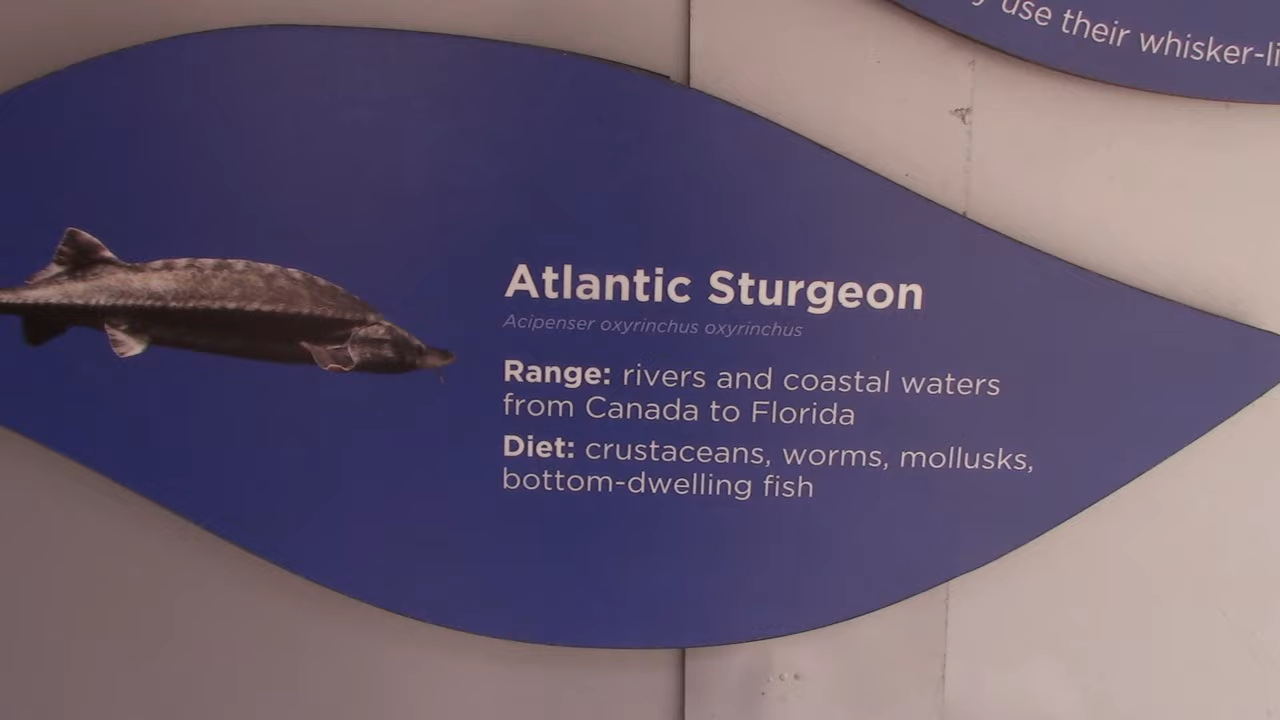 use their whisker-li
Atlantic Sturgeon
Acipenser oxyrinchus oxyrinchus
Range: rivers and coastal waters
from Canada to Florida
Diet: crustaceans, worms, mollusks,
bottom-dwelling fish